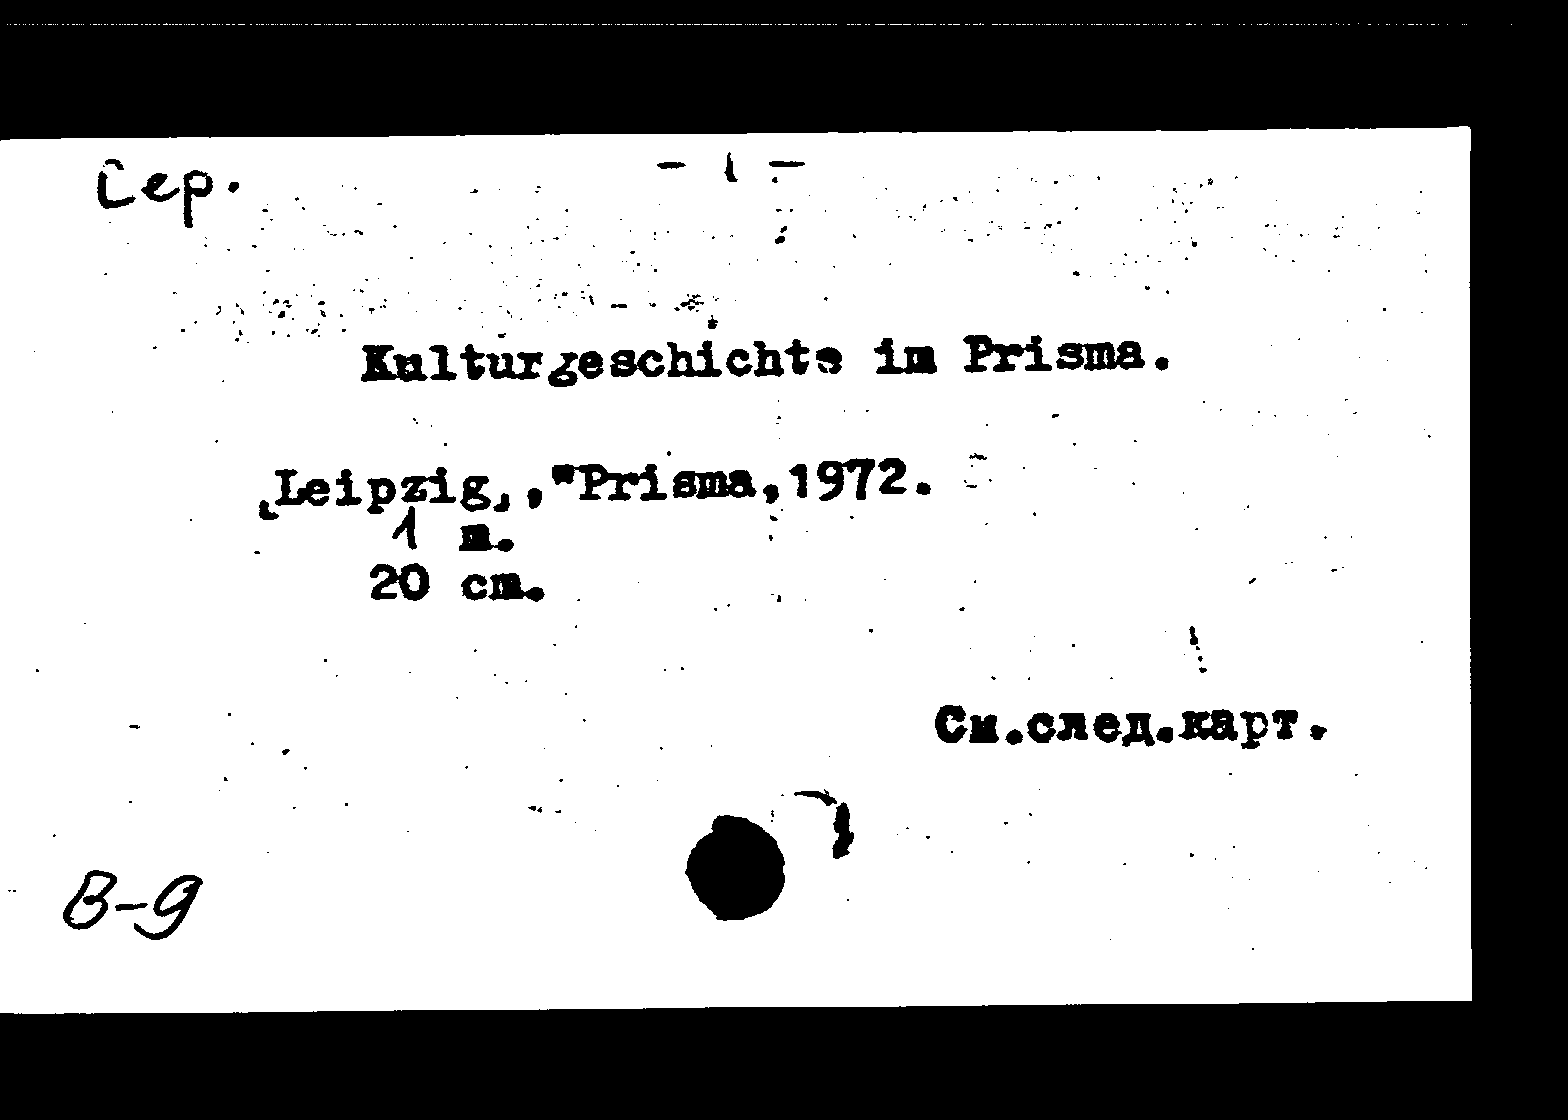 Сер.
- 1 -
Kulturgeschichte im Prisma.
[Leipzig], "Prisma,1972.
1 m.
20 cm.
См.след.карт.
В-9